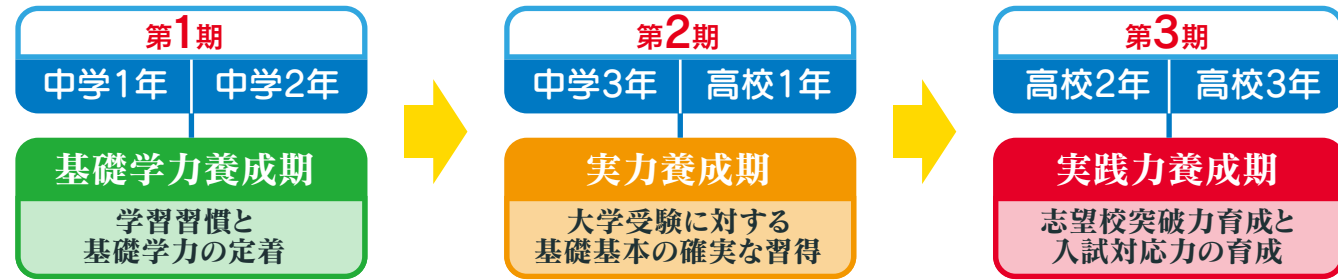 第1期
中学1年 中学2年
基礎学力養成期
学習習慣と
基礎学力の定着
第2期
中学3年 高校1年
実力養成期
大学受験に対する
基礎基本の確実な習得
第3期
高校2年 高校3年
実践力養成期
志望校突破力育成と
入試対応力の育成